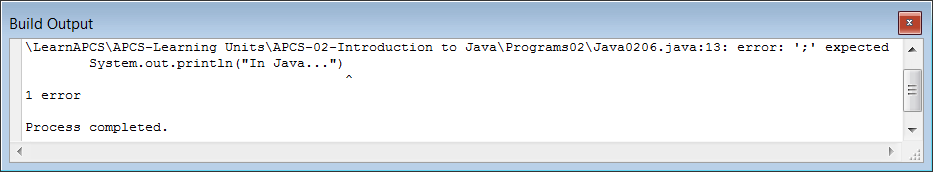 Build Output
\LearnAPCS\APCS-Learning Units\APCS-02-Introduction to Java\Programs02\Java0206.java:13: error: ';' expected
System.out.println("In Java...")
^
1 error
Process completed.